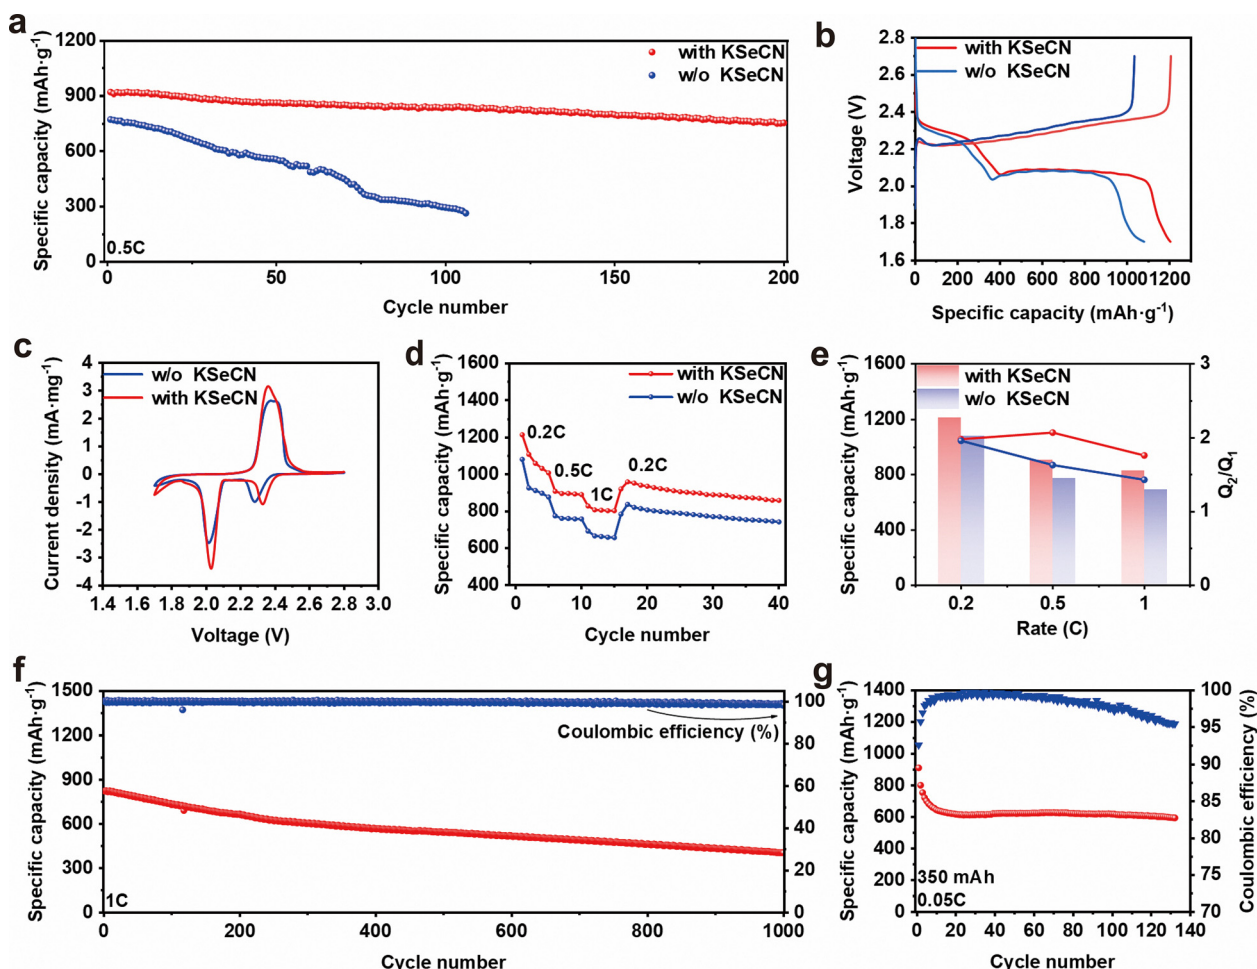 a
1200
900
600
300
0
Specific capacity (mAh·g⁻¹)
with KSeCN
w/o KSeCN
0.5C
0 50 100 150 200
Cycle number
b
2.8
2.6
2.4
2.2
2.0
1.8
1.6
Voltage (V)
with KSeCN
w/o KSeCN
0 200 400 600 800 1000 1200
Specific capacity (mAh·g⁻¹)
c
4
3
2
1
0
-1
-2
-3
-4
Current density (mA·mg⁻¹)
w/o KSeCN
with KSeCN
1.4 1.6 1.8 2.0 2.2 2.4 2.6 2.8 3.0
Voltage (V)
d
1600
1400
1200
1000
800
600
400
Specific capacity (mAh·g⁻¹)
with KSeCN
w/o KSeCN
0.2C
0.5C
1C
0.2C
0 5 10 15 20 25 30 35 40
Cycle number
e
1600
1200
800
400
0
Specific capacity (mAh·g⁻¹)
with KSeCN
w/o KSeCN
3
2
1
0
Q₂/Q₁
0.2 0.5 1
Rate (C)
f
1500
1200
900
600
300
0
Specific capacity (mAh·g⁻¹)
Coulombic efficiency (%)
1C
100
80
60
40
20
0
0 200 400 600 800 1000
Cycle number
g
1400
1200
1000
800
600
400
200
0
Specific capacity (mAh·g⁻¹)
350 mAh
0.05C
100
95
90
85
80
75
70
Coulombic efficiency (%)
0 20 40 60 80 100 120 140
Cycle number